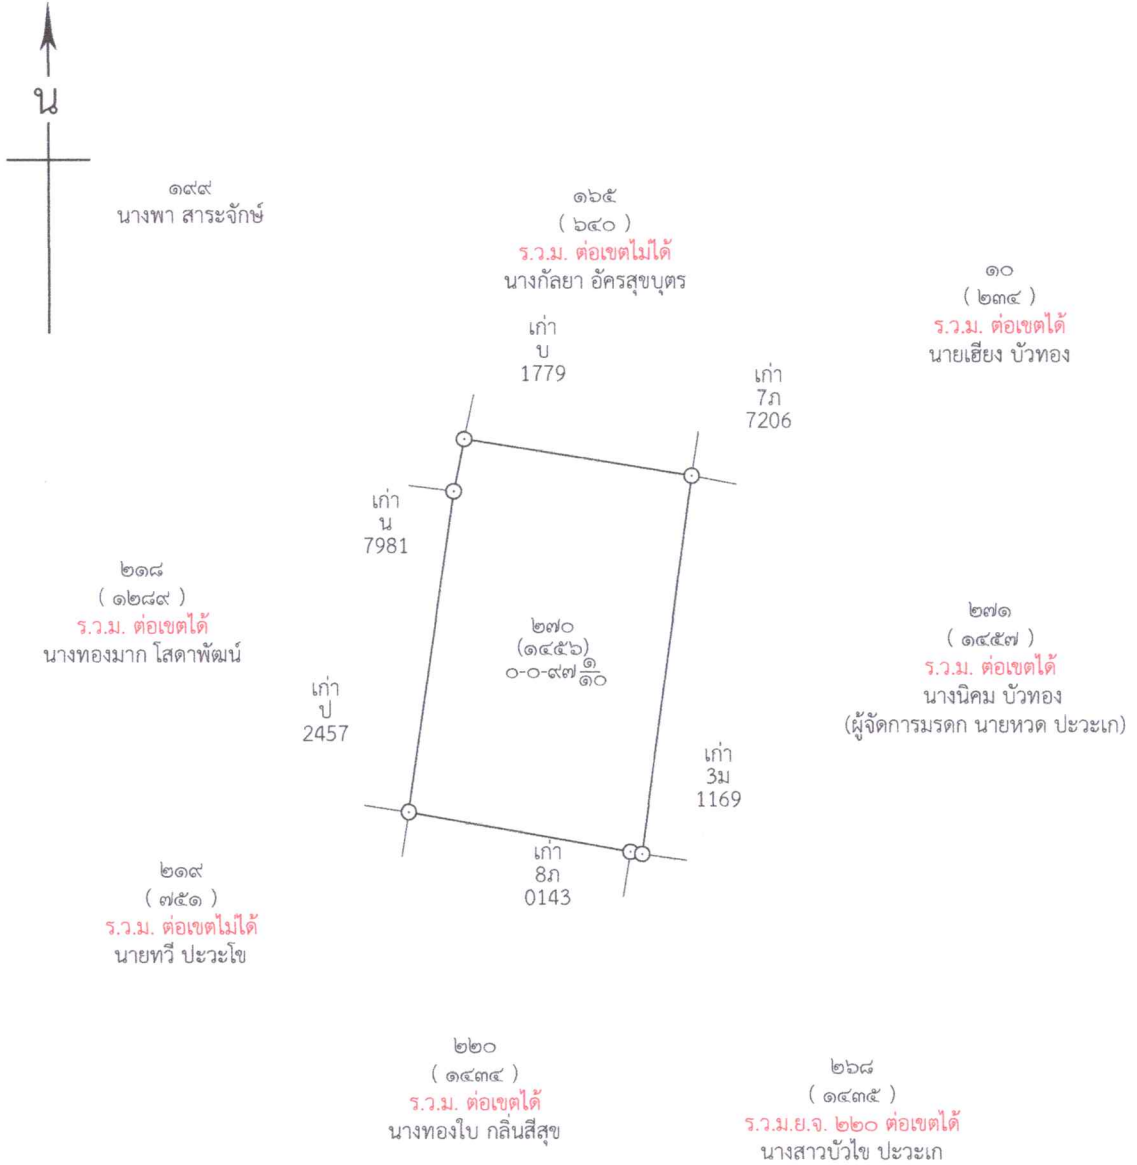 น
๑๙๙
นางพา สาระจักษ์
๑๖๕
( ๖๔๐ )
ร.ว.ม. ต่อเขตไม่ได้
นางกัลยา อัครสุขบุตร
๑๐
( ๒๓๔ )
ร.ว.ม. ต่อเขตได้
นายเฮียง บัวทอง
เก่า
บ
1779
เก่า
7ภ
7206
เก่า
น
7981
๒๑๘
( ๑๒๘๙ )
ร.ว.ม. ต่อเขตได้
นางทองมาก โสดาพัฒน์
๒๗๐
(๑๔๕๖)
๐-๐-๙๗ ๑/๑๐
๒๗๑
( ๑๔๕๗ )
ร.ว.ม. ต่อเขตได้
นางนิคม บัวทอง
(ผู้จัดการมรดก นายหวด ปะวะเก)
เก่า
ป
2457
เก่า
3ม
1169
เก่า
8ภ
0143
๒๑๙
( ๗๕๑ )
ร.ว.ม. ต่อเขตไม่ได้
นายทวี ปะวะโข
๒๒๐
( ๑๔๓๔ )
ร.ว.ม. ต่อเขตได้
นางทองใบ กลิ่นสีสุข
๒๖๘
( ๑๔๓๕ )
ร.ว.ม.ย.จ. ๒๒๐ ต่อเขตได้
นางสาวบัวไข ปะวะเก